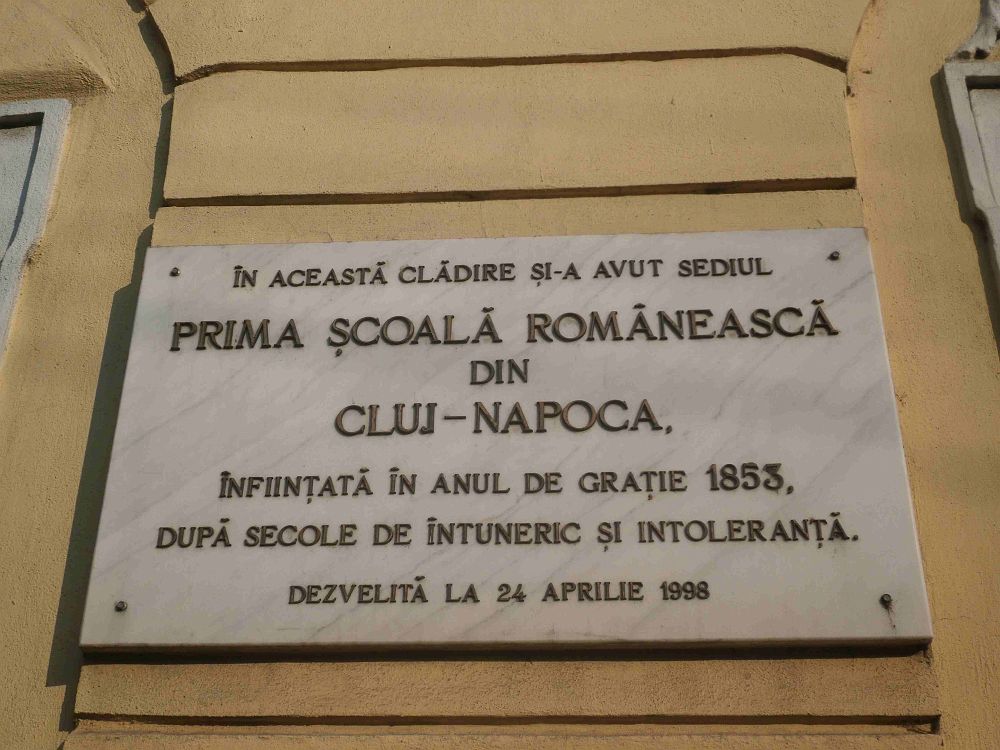 ÎN ACEASTĂ CLĂDIRE ȘI-A AVUT SEDIUL
PRIMA ȘCOALĂ ROMÂNEASCĂ
DIN
CLUJ-NAPOCA,
ÎNFIINȚATĂ ÎN ANUL DE GRAȚIE 1853,
DUPĂ SECOLE DE ÎNTUNERIC ȘI INTOLERANȚĂ.
DEZVELITĂ LA 24 APRILIE 1998